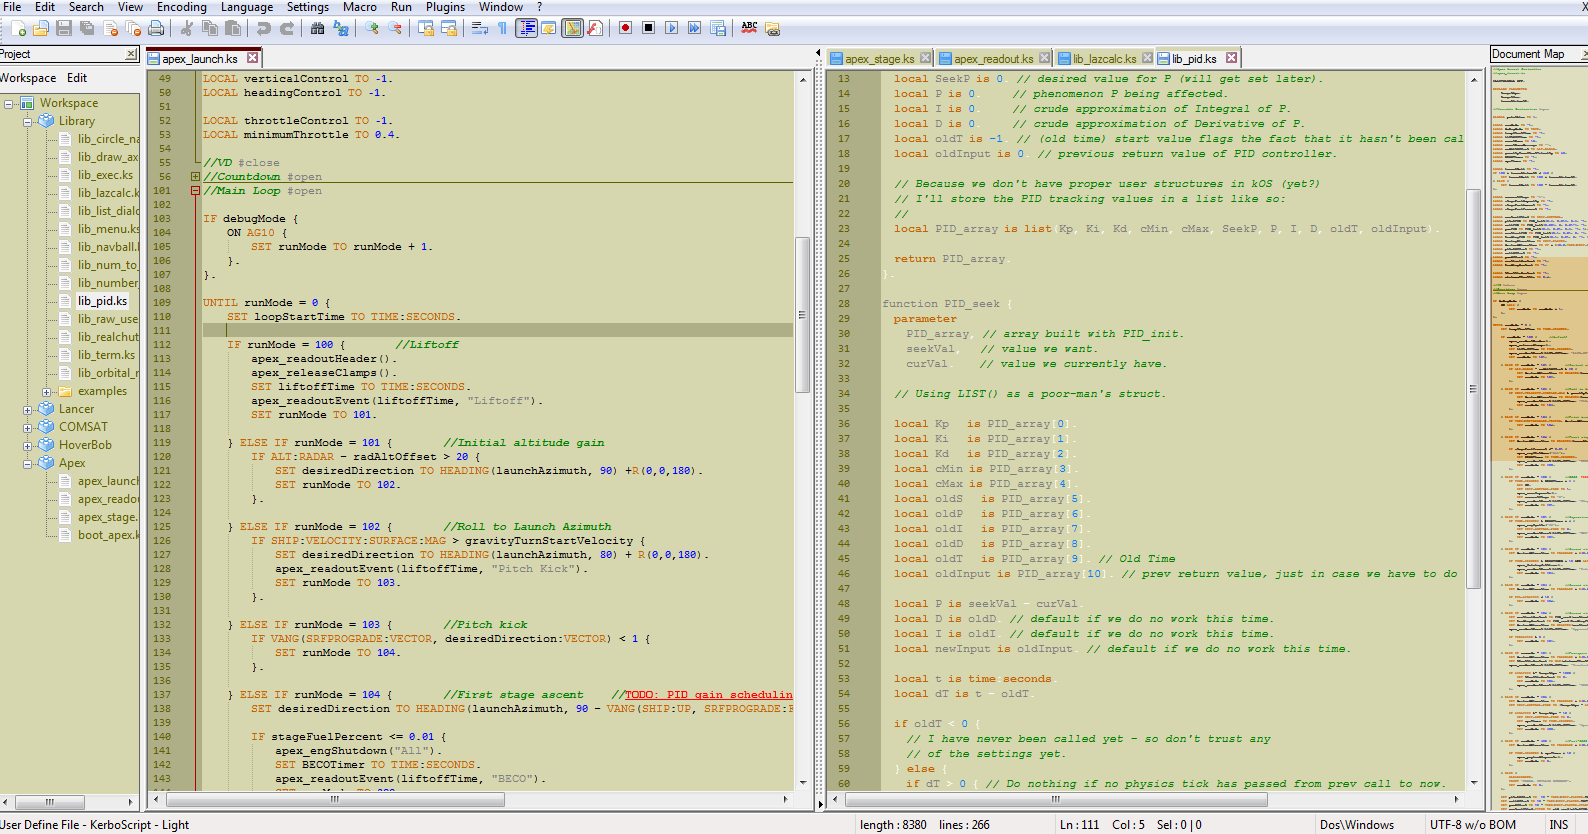 File Edit Search View Encoding Language Settings Macro Run Plugins Window ?
Project
Workspace Edit
Workspace
Library
lib_circle_na
lib_draw_ax
lib_exec.ks
lib_lazcalc.k
lib_list_dialo
lib_menu.ks
lib_navball.
lib_num_to_
lib_number_
lib_pid.ks
lib_raw_use
lib_realchut
lib_term.ks
lib_orbital_r
examples
Lancer
COMSAT
HoverBob
Apex
apex_launch
apex_readou
apex_stage.
boot_apex.k
apex_launch.ks
49 LOCAL verticalControl TO -1.
50 LOCAL headingControl TO -1.
51
52 LOCAL throttleControl TO -1.
53 LOCAL minimumThrottle TO 0.4.
54
55 //VD #close
56 //Countdown #open
101 //Main Loop #open
102
103 IF debugMode {
104 ON AG10 {
105 SET runMode TO runMode + 1.
106 }.
107 }.
108
109 UNTIL runMode = 0 {
110 SET loopStartTime TO TIME:SECONDS.
111
112 IF runMode = 100 { //Liftoff
113 apex_readoutHeader().
114 apex_releaseClamps().
115 SET liftoffTime TO TIME:SECONDS.
116 apex_readoutEvent(liftoffTime, "Liftoff").
117 SET runMode TO 101.
118
119 } ELSE IF runMode = 101 { //Initial altitude gain
120 IF ALT:RADAR - radAltOffset > 20 {
121 SET desiredDirection TO HEADING(launchAzimuth, 90) +R(0,0,180).
122 SET runMode TO 102.
123 }.
124
125 } ELSE IF runMode = 102 { //Roll to Launch Azimuth
126 IF SHIP:VELOCITY:SURFACE:MAG > gravityTurnStartVelocity {
127 SET desiredDirection TO HEADING(launchAzimuth, 80) + R(0,0,180).
128 apex_readoutEvent(liftoffTime, "Pitch Kick").
129 SET runMode TO 103.
130 }.
131
132 } ELSE IF runMode = 103 { //Pitch kick
133 IF VANG(SRFPROGRADE:VECTOR, desiredDirection:VECTOR) < 1 {
134 SET runMode TO 104.
135 }.
136
137 } ELSE IF runMode = 104 { //First stage ascent //TODO: PID gain schedulin
138 SET desiredDirection TO HEADING(launchAzimuth, 90 - VANG(SHIP:UP, SRFPROGRADE:F
139
140 IF stageFuelPercent <= 0.01 {
141 apex_engShutdown("All").
142 SET BECOTimer TO TIME:SECONDS.
143 apex_readoutEvent(liftoffTime, "BECO").
apex_stage.ks apex_readout.ks lib_lazcalc.ks lib_pid.ks
13 local SeekP is 0. // desired value for P (will get set later).
14 local P is 0. // phenomenon P being affected.
15 local I is 0. // crude approximation of Integral of P.
16 local D is 0. // crude approximation of Derivative of P.
17 local oldT is -1. // (old time) start value flags the fact that it hasn't been cal
18 local oldInput is 0. // previous return value of PID controller.
19
20 // Because we don't have proper user structures in kOS (yet?)
21 // I'll store the PID tracking values in a list like so:
22 //
23 local PID_array is list(Kp, Ki, Kd, cMin, cMax, SeekP, P, I, D, oldT, oldInput).
24
25 return PID_array.
26 }.
27
28 function PID_seek {
29 parameter
30 PID_array, // array built with PID_init.
31 seekVal, // value we want.
32 curVal. // value we currently have.
33
34 // Using LIST() as a poor-man's struct.
35
36 local Kp is PID_array[0].
37 local Ki is PID_array[1].
38 local Kd is PID_array[2].
39 local cMin is PID_array[3].
40 local cMax is PID_array[4].
41 local oldS is PID_array[5].
42 local oldP is PID_array[6].
43 local oldI is PID_array[7].
44 local oldD is PID_array[8].
45 local oldT is PID_array[9]. // Old Time
46 local oldInput is PID_array[10]. // prev return value, just in case we have to do
47
48 local P is seekVal - curVal.
49 local D is oldD. // default if we do no work this time.
50 local I is oldI. // default if we do no work this time.
51 local newInput is oldInput. // default if we do no work this time.
52
53 local t is time:seconds.
54 local dT is t - oldT.
55
56 if oldT < 0 {
57 // I have never been called yet - so don't trust any
58 // of the settings yet.
59 } else {
60 if dT > 0 { // Do nothing if no physics tick has passed from prev call to now.
Document Map
User Define File - KerboScript - Light
length : 8380 lines : 266
Ln : 111 Col : 5 Sel : 0 | 0
Dos\Windows
UTF-8 w/o BOM
INS